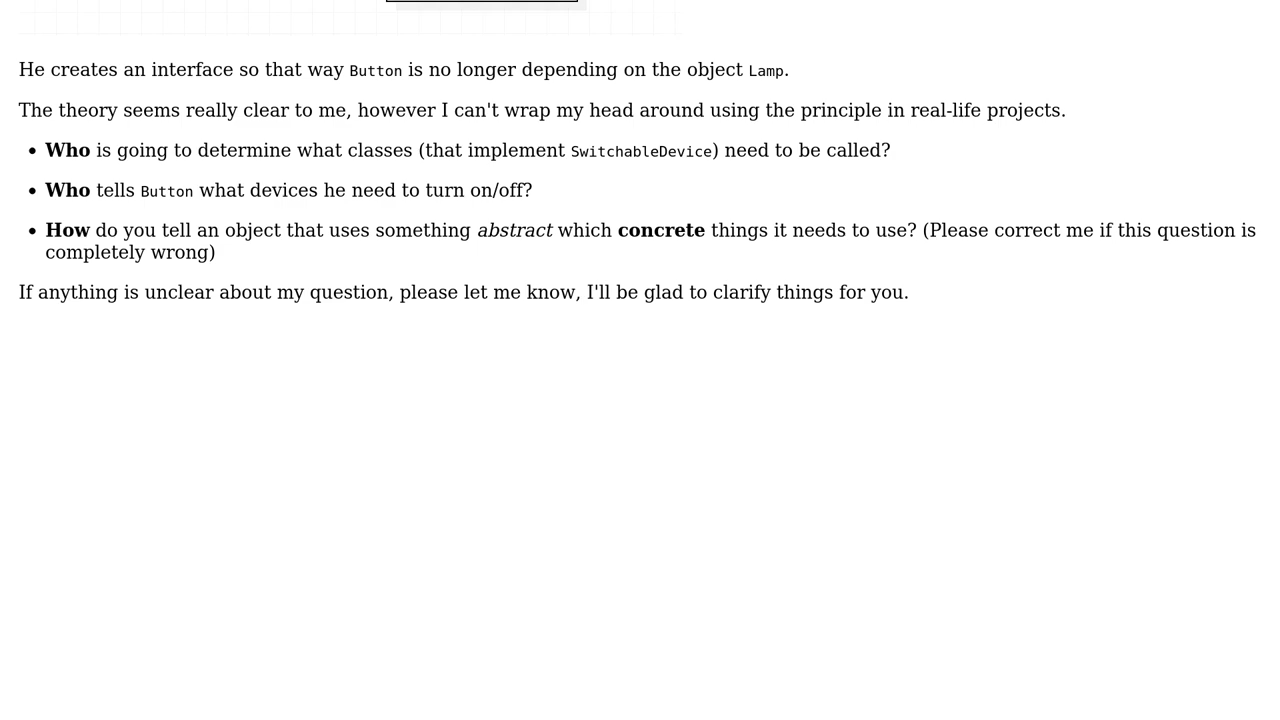 He creates an interface so that way Button is no longer depending on the object Lamp.
The theory seems really clear to me, however I can't wrap my head around using the principle in real-life projects.
• Who is going to determine what classes (that implement SwitchableDevice) need to be called?
• Who tells Button what devices he need to turn on/off?
• How do you tell an object that uses something abstract which concrete things it needs to use? (Please correct me if this question is
completely wrong)
If anything is unclear about my question, please let me know, I'll be glad to clarify things for you.